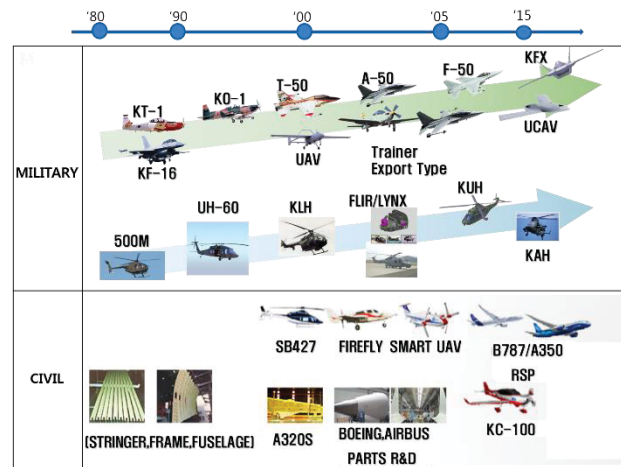 '80 '90 '00 '05 '15
MILITARY
KT-1
KO-1
T-50
A-50
F-50
KFX
KF-16
UAV
Trainer
Export Type
UCAV
500M
UH-60
KLH
FLIR/LYNX
KUH
KAH
CIVIL
SB427
FIREFLY
SMART UAV
B787/A350
RSP
(STRINGER,FRAME,FUSELAGE)
A320S
BOEING,AIRBUS
PARTS R&D
KC-100